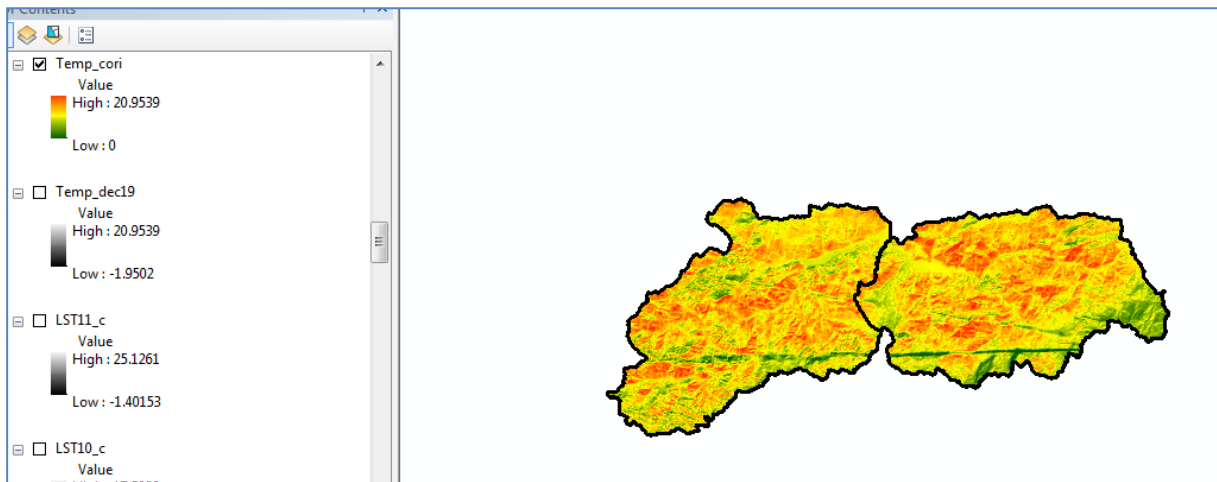 Contents
Temp_cori
Value
High : 20.9539
Low : 0
Temp_dec19
Value
High : 20.9539
Low : -1.9502
LST11_c
Value
High : 25.1261
Low : -1.40153
LST10_c
Value